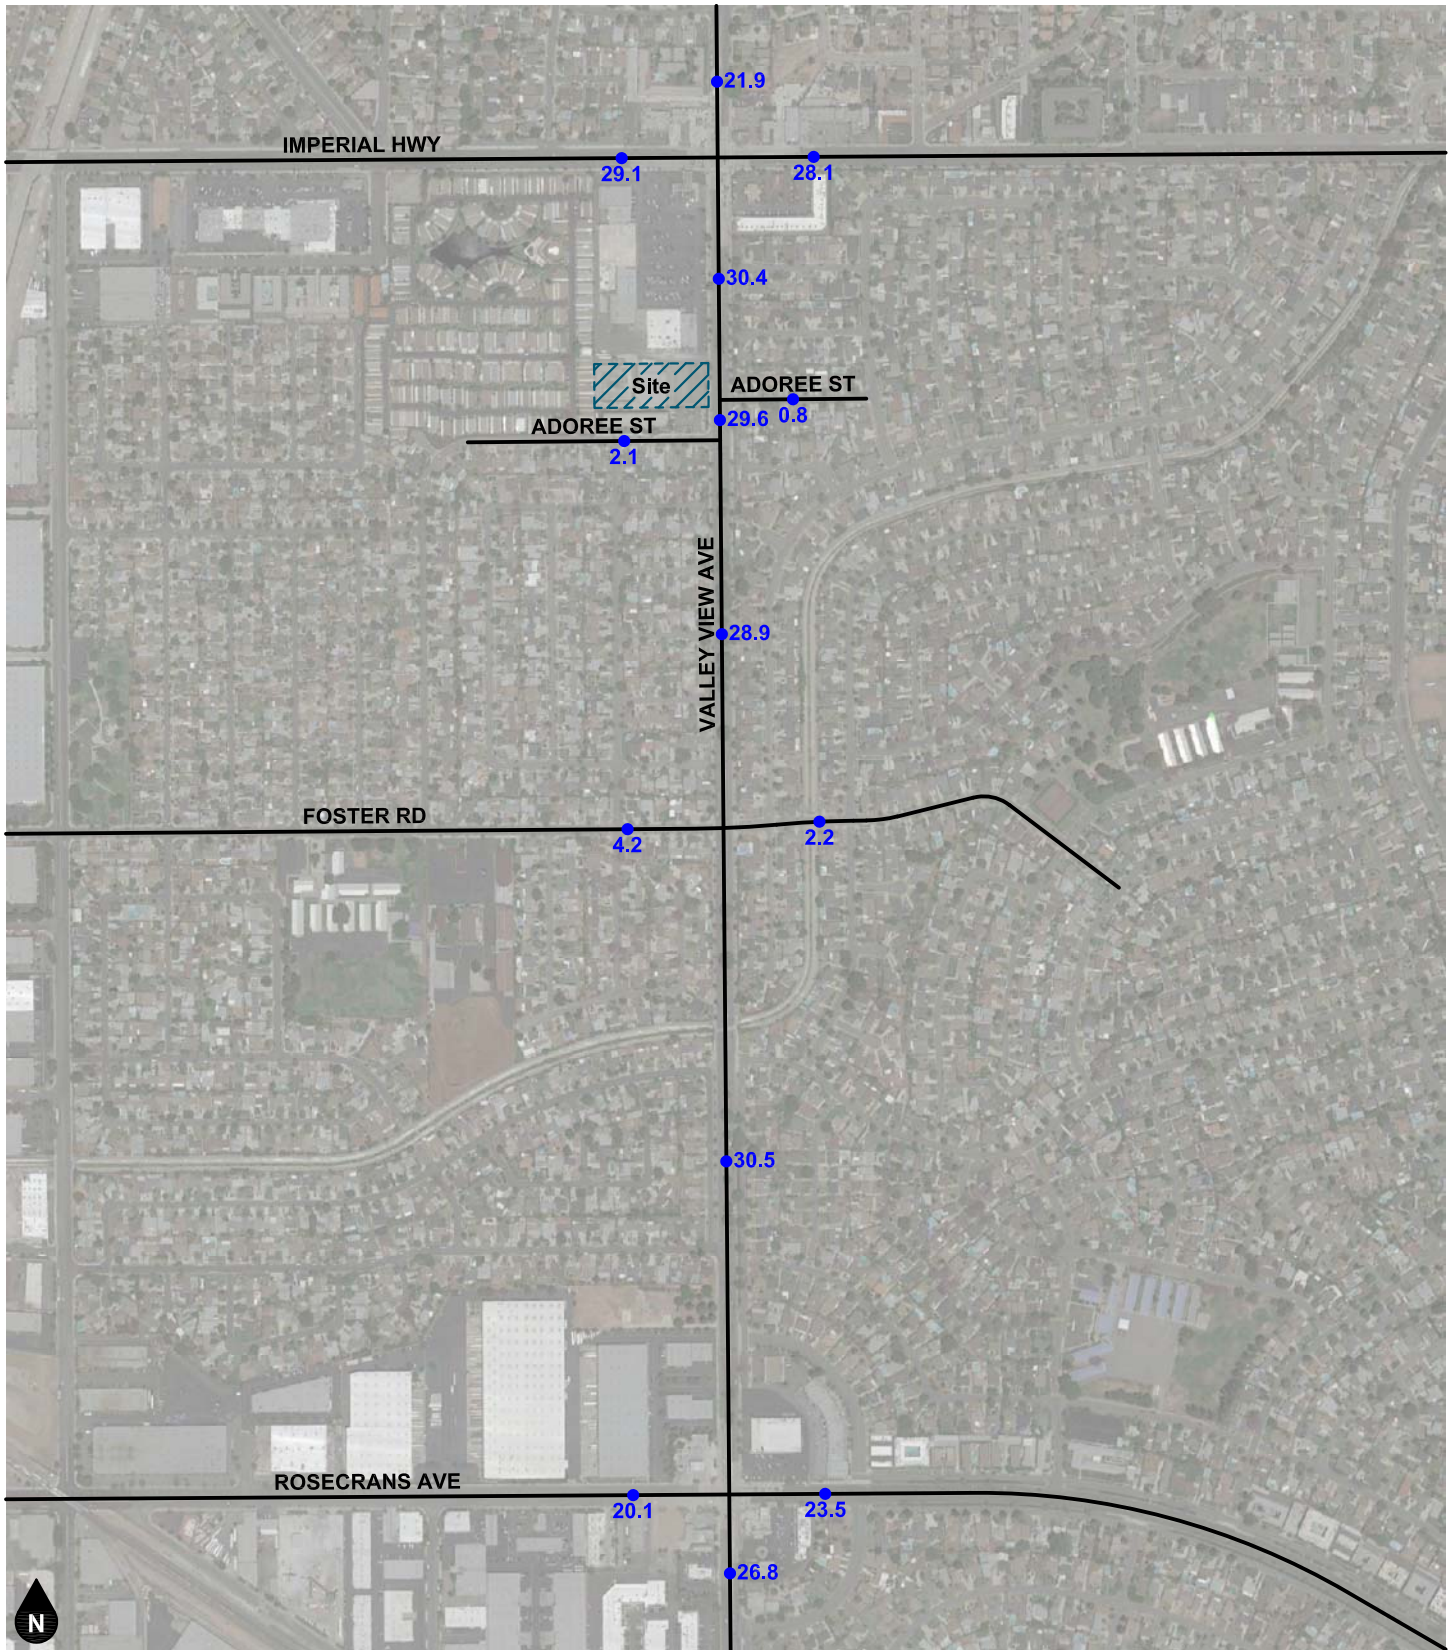 21.9
IMPERIAL HWY
29.1
28.1
30.4
Site
ADOREE ST
0.8
29.6
ADOREE ST
2.1
VALLEY VIEW AVE
28.9
FOSTER RD
4.2
2.2
30.5
ROSECRANS AVE
20.1
23.5
26.8
N